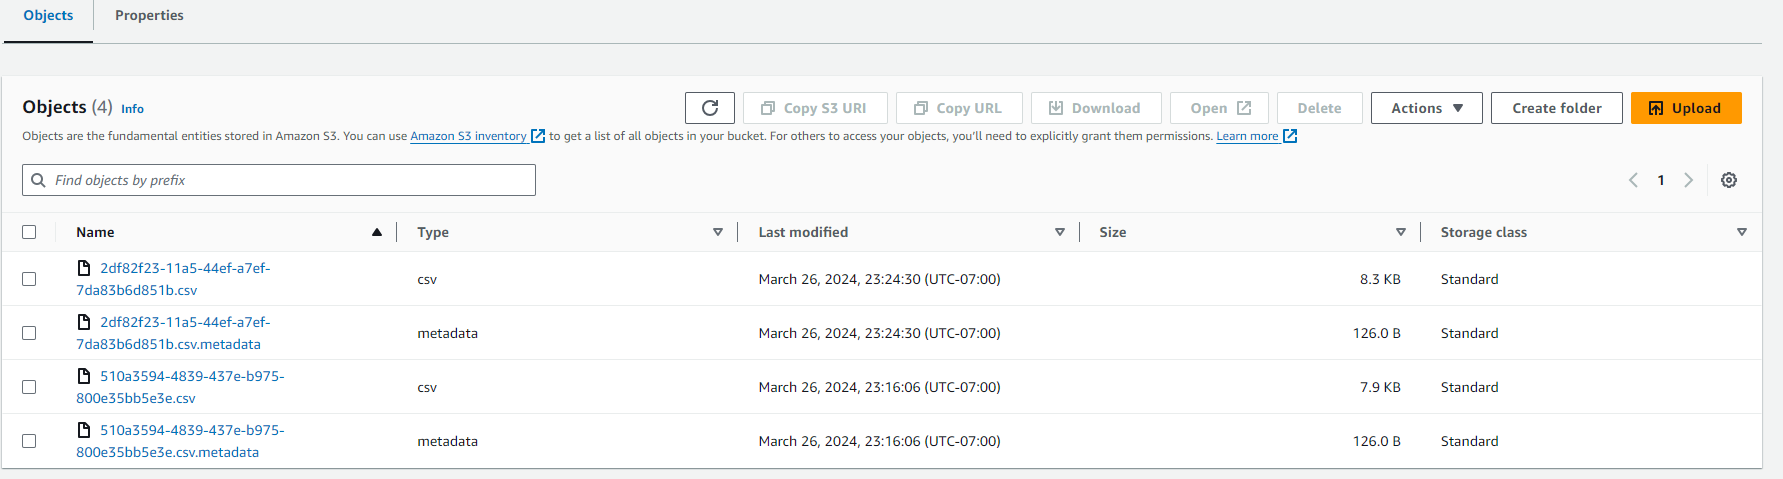 Objects
Properties
Objects (4) Info
Copy S3 URI
Copy URL
Download
Open
Delete
Actions
Create folder
Upload
Objects are the fundamental entities stored in Amazon S3. You can use Amazon S3 inventory to get a list of all objects in your bucket. For others to access your objects, you'll need to explicitly grant them permissions. Learn more
Find objects by prefix
1
Name Type Last modified Size Storage class
2df82f23-11a5-44ef-a7ef-
7da83b6d851b.csv
csv March 26, 2024, 23:24:30 (UTC-07:00) 8.3 KB Standard
2df82f23-11a5-44ef-a7ef-
7da83b6d851b.csv.metadata
metadata March 26, 2024, 23:24:30 (UTC-07:00) 126.0 B Standard
510a3594-4839-437e-b975-
800e35bb5e3e.csv
csv March 26, 2024, 23:16:06 (UTC-07:00) 7.9 KB Standard
510a3594-4839-437e-b975-
800e35bb5e3e.csv.metadata
metadata March 26, 2024, 23:16:06 (UTC-07:00) 126.0 B Standard